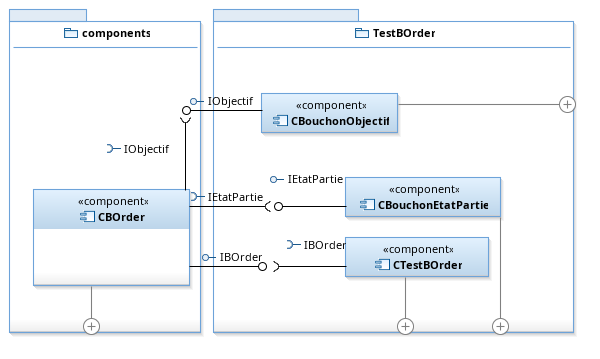 components
TestBOrder
IObjectif
«component»
CBouchonObjectif
IObjectif
IEtatPartie
«component»
CBouchonEtatPartie
«component»
CBOrder
IEtatPartie
IBOrder
IBOrder
«component»
CTestBOrder